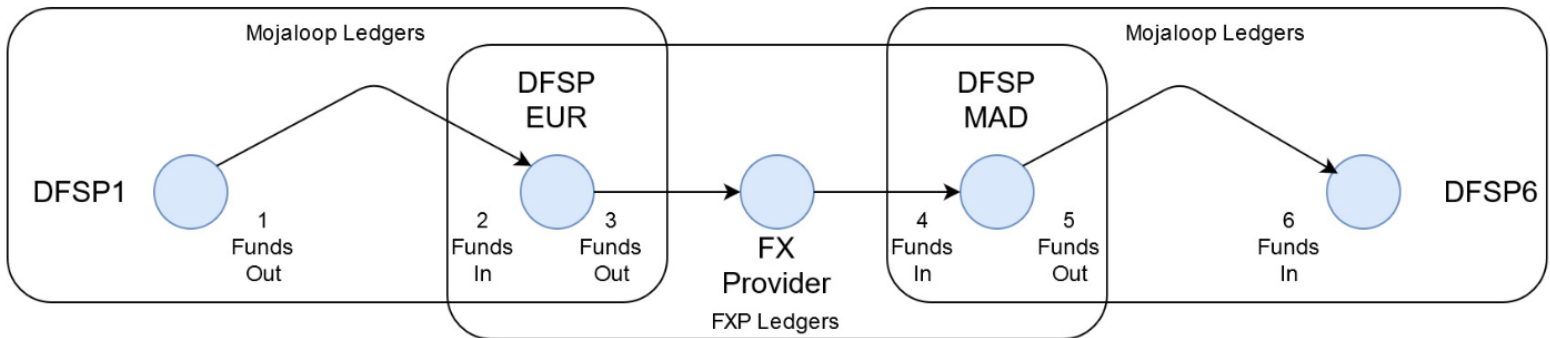 Mojaloop Ledgers
Mojaloop Ledgers
DFSP
EUR
DFSP
MAD
DFSP1
DFSP6
1
Funds
Out
2
Funds
In
3
Funds
Out
FX
Provider
4
Funds
In
5
Funds
Out
6
Funds
In
FXP Ledgers